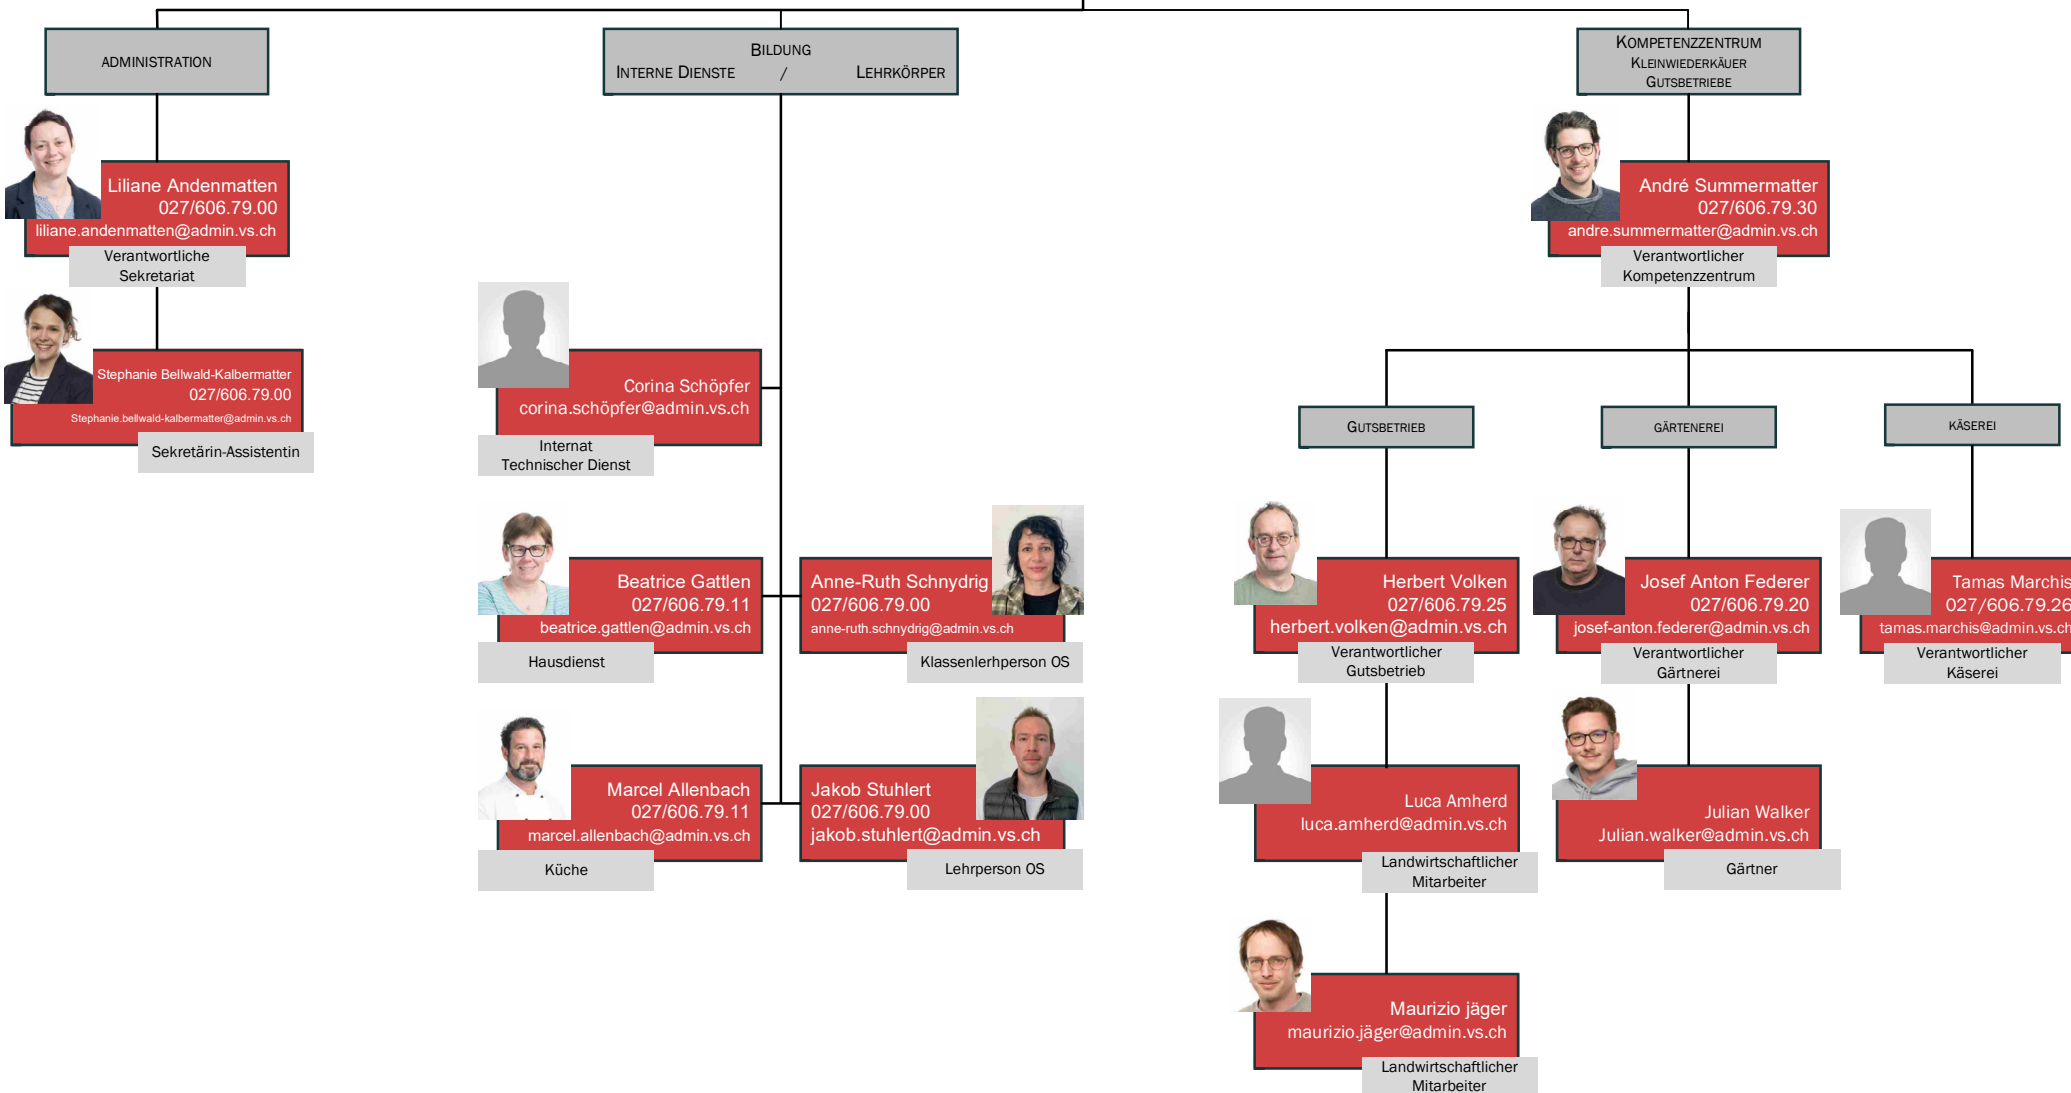 ADMINISTRATION
Liliane Andenmatten
027/606.79.00
liliane.andenmatten@admin.vs.ch
Verantwortliche
Sekretariat
Stephanie Bellwald-Kalbermatter
027/606.79.00
Stephanie.bellwald-kalbermatter@admin.vs.ch
Sekretärin-Assistentin
BILDUNG
INTERNE DIENSTE / LEHRKÖRPER
Corina Schöpfer
corina.schöpfer@admin.vs.ch
Internat
Technischer Dienst
Beatrice Gattlen
027/606.79.11
beatrice.gattlen@admin.vs.ch
Hausdienst
Anne-Ruth Schnydrig
027/606.79.00
anne-ruth.schnydrig@admin.vs.ch
Klassenlerhperson OS
Marcel Allenbach
027/606.79.11
marcel.allenbach@admin.vs.ch
Küche
Jakob Stuhlert
027/606.79.00
jakob.stuhlert@admin.vs.ch
Lehrperson OS
KOMPETENZZENTRUM
KLEINWIEDERKÄUER
GUTSBETRIEBE
André Summermatter
027/606.79.30
andre.summermatter@admin.vs.ch
Verantwortlicher
Kompetenzzentrum
GUTSBETRIEB
Herbert Volken
027/606.79.25
herbert.volken@admin.vs.ch
Verantwortlicher
Gutsbetrieb
Luca Amherd
luca.amherd@admin.vs.ch
Landwirtschaftlicher
Mitarbeiter
Maurizio jäger
maurizio.jäger@admin.vs.ch
Landwirtschaftlicher
Mitarbeiter
GÄRTENEREI
Josef Anton Federer
027/606.79.20
josef-anton.federer@admin.vs.ch
Verantwortlicher
Gärtnerei
Julian Walker
Julian.walker@admin.vs.ch
Gärtner
KÄSEREI
Tamas Marchis
027/606.79.26
tamas.marchis@admin.vs.ch
Verantwortlicher
Käserei